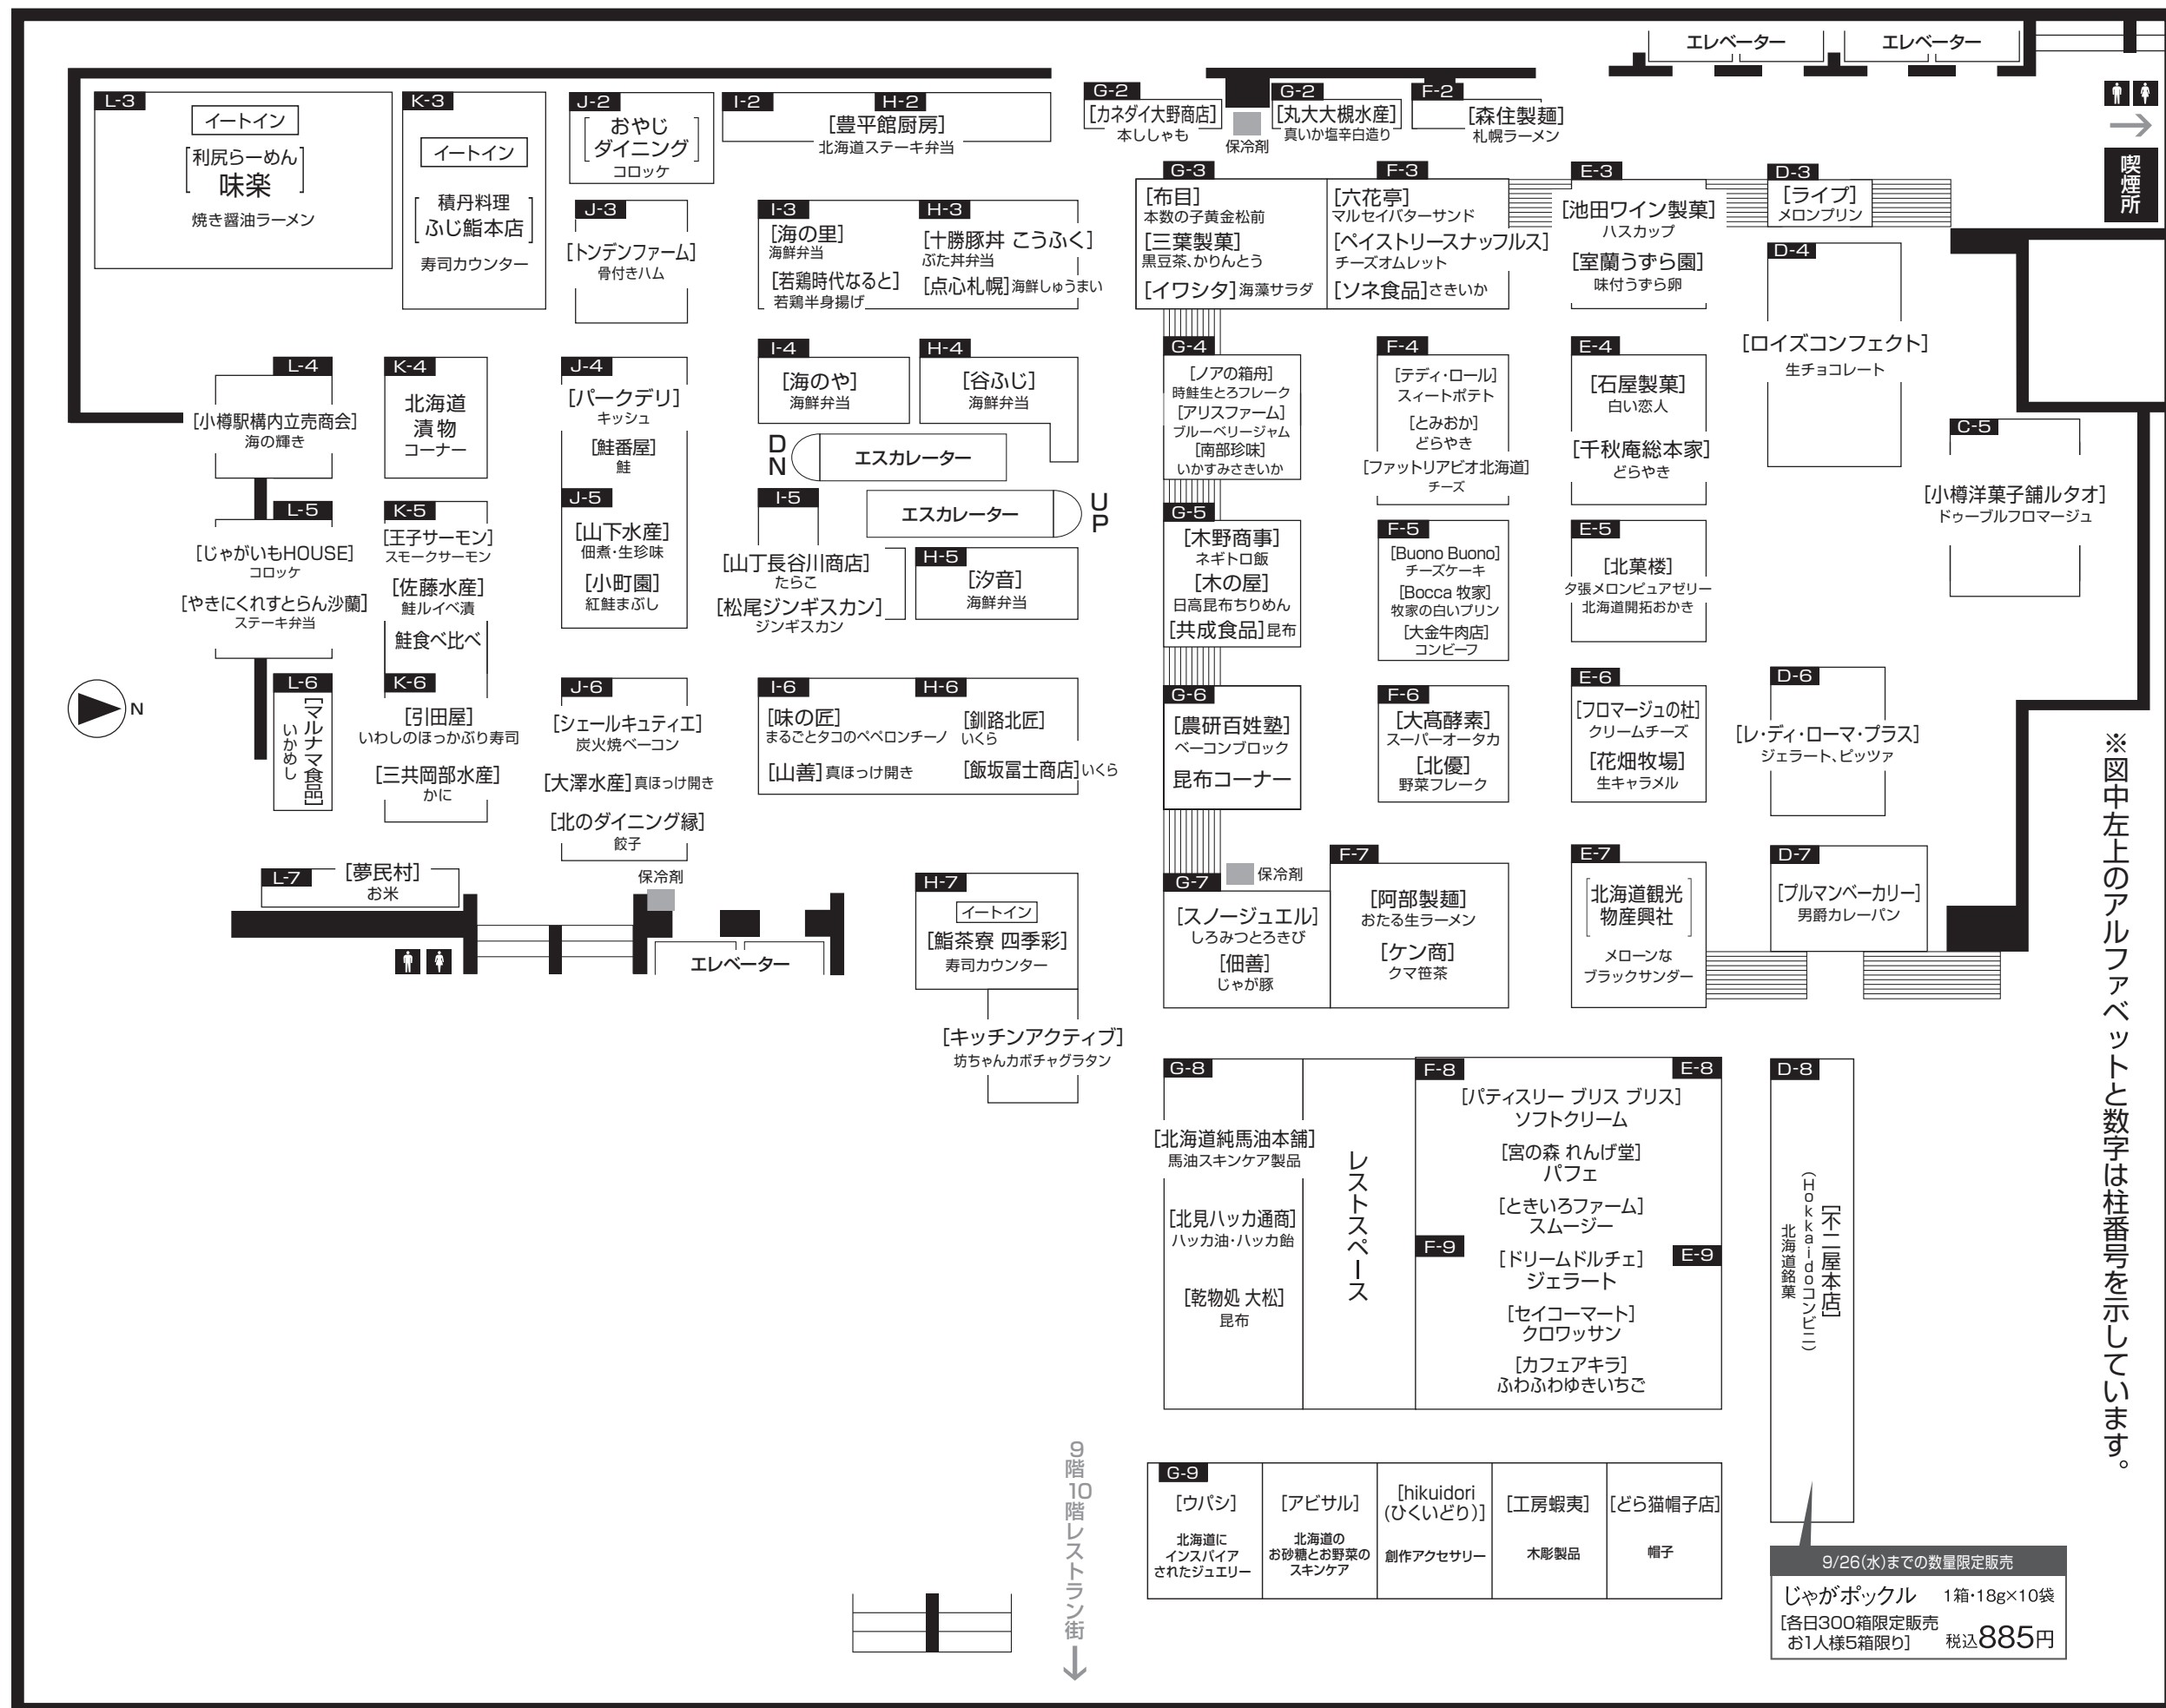 エレベーター
エレベーター
L-3
イートイン
[利尻らーめん
味楽]
焼き醤油ラーメン
K-3
イートイン
[積丹料理
ふじ鮨本店]
寿司カウンター
J-2
[おやじ
ダイニング]
コロッケ
I-2
H-2
[豊平館厨房]
北海道ステーキ弁当
G-2
[カネダイ大野商店]
本ししゃも
保冷剤
G-2
[丸大大槻水産]
真いか塩辛白造り
F-2
[森住製麺]
札幌ラーメン
→
喫煙所
J-3
[トンデンファーム]
骨付きハム
I-3
[海の里]
海鮮弁当
[若鶏時代なると]
若鶏半身揚げ
H-3
[十勝豚丼 こうふく]
ぶた丼弁当
[点心札幌]海鮮しゅうまい
G-3
[布目]
本数の子黄金松前
[三葉製菓]
黒豆茶、かりんとう
[イワシタ]海藻サラダ
F-3
[六花亭]
マルセイバターサンド
[ペイストリースナッフルス]
チーズオムレット
[ソネ食品]さきいか
E-3
[池田ワイン製菓]
ハスカップ
[室蘭うずら園]
味付うずら卵
D-3
[ライプ]
メロンプリン
D-4
[ロイズコンフェクト]
生チョコレート
L-4
[小樽駅構内立売商会]
海の輝き
K-4
北海道
漬物
コーナー
J-4
[パークデリ]
キッシュ
[鮭番屋]
鮭
I-4
[海のや]
海鮮弁当
H-4
[谷ふじ]
海鮮弁当
DN
エスカレーター
エスカレーター
UP
G-4
[ノアの箱舟]
時鮭生とろフレーク
[アリスファーム]
ブルーベリージャム
[南部珍味]
いかすみさきいか
F-4
[テディ・ロール]
スィートポテト
[とみおか]
どらやき
[ファットリアビオ北海道]
チーズ
E-4
[石屋製菓]
白い恋人
[千秋庵総本家]
どらやき
C-5
[小樽洋菓子舗ルタオ]
ドゥーブルフロマージュ
L-5
[じゃがいもHOUSE]
コロッケ
[やきにくれすとらん沙蘭]
ステーキ弁当
K-5
[王子サーモン]
スモークサーモン
[佐藤水産]
鮭ルイベ漬
鮭食べ比べ
J-5
[山下水産]
佃煮・生珍味
[小町園]
紅鮭まぶし
I-5
[山丁長谷川商店]
たらこ
[松尾ジンギスカン]
ジンギスカン
H-5
[汐音]
海鮮弁当
G-5
[木野商事]
ネギトロ飯
[木の屋]
日高昆布ちりめん
[共成食品]昆布
F-5
[Buono Buono]
チーズケーキ
[Bocca 牧家]
牧家の白いプリン
[大金牛肉店]
コンビーフ
E-5
[北菓楼]
夕張メロンピュアゼリー
北海道開拓おかき
N
L-6
[マルナマ食品]
いかめし
K-6
[引田屋]
いわしのほっかぶり寿司
[三共岡部水産]
かに
J-6
[シェールキュティエ]
炭火焼ベーコン
[大澤水産]真ほっけ開き
[北のダイニング縁]
餃子
I-6
[味の匠]
まるごとタコのペペロンチーノ
[山善]真ほっけ開き
H-6
[釧路北匠]
いくら
[飯坂冨士商店]いくら
G-6
[農研百姓塾]
ベーコンブロック
昆布コーナー
F-6
[大髙酵素]
スーパーオータカ
[北優]
野菜フレーク
E-6
[フロマージュの杜]
クリームチーズ
[花畑牧場]
生キャラメル
D-6
[レ・ディ・ローマ・プラス]
ジェラート、ピッツァ
※図中左上のアルファベットと数字は柱番号を示しています。
L-7
[夢民村]
お米
保冷剤
エレベーター
H-7
イートイン
[鮨茶寮 四季彩]
寿司カウンター
[キッチンアクティブ]
坊ちゃんカボチャグラタン
保冷剤
G-7
[スノージュエル]
しろみつとろきび
[佃善]
じゃが豚
F-7
[阿部製麺]
おたる生ラーメン
[ケン商]
クマ笹茶
E-7
[北海道観光
物産興社]
メローンな
ブラックサンダー
D-7
[プルマンベーカリー]
男爵カレーパン
G-8
[北海道純馬油本舗]
馬油スキンケア製品
[北見ハッカ通商]
ハッカ油・ハッカ飴
[乾物処 大松]
昆布
レストスペース
F-8
E-8
[パティスリー ブリス ブリス]
ソフトクリーム
[宮の森 れんげ堂]
パフェ
[ときいろファーム]
スムージー
F-9
E-9
[ドリームドルチェ]
ジェラート
[セイコーマート]
クロワッサン
[カフェアキラ]
ふわふわゆきいちご
D-8
[不二屋本店]
(Hokkaidoコンビニ)
北海道銘菓
9階10階レストラン街→
G-9
[ウパシ]
北海道に
インスパイア
されたジュエリー
[アビサル]
北海道の
お砂糖とお野菜の
スキンケア
[hikuidori
(ひくいどり)]
創作アクセサリー
[工房蝦夷]
木彫製品
[どら猫帽子店]
帽子
9/26(水)までの数量限定販売
じゃがポックル 1箱・18g×10袋
[各日300箱限定販売
お1人様5箱限り] 税込885円